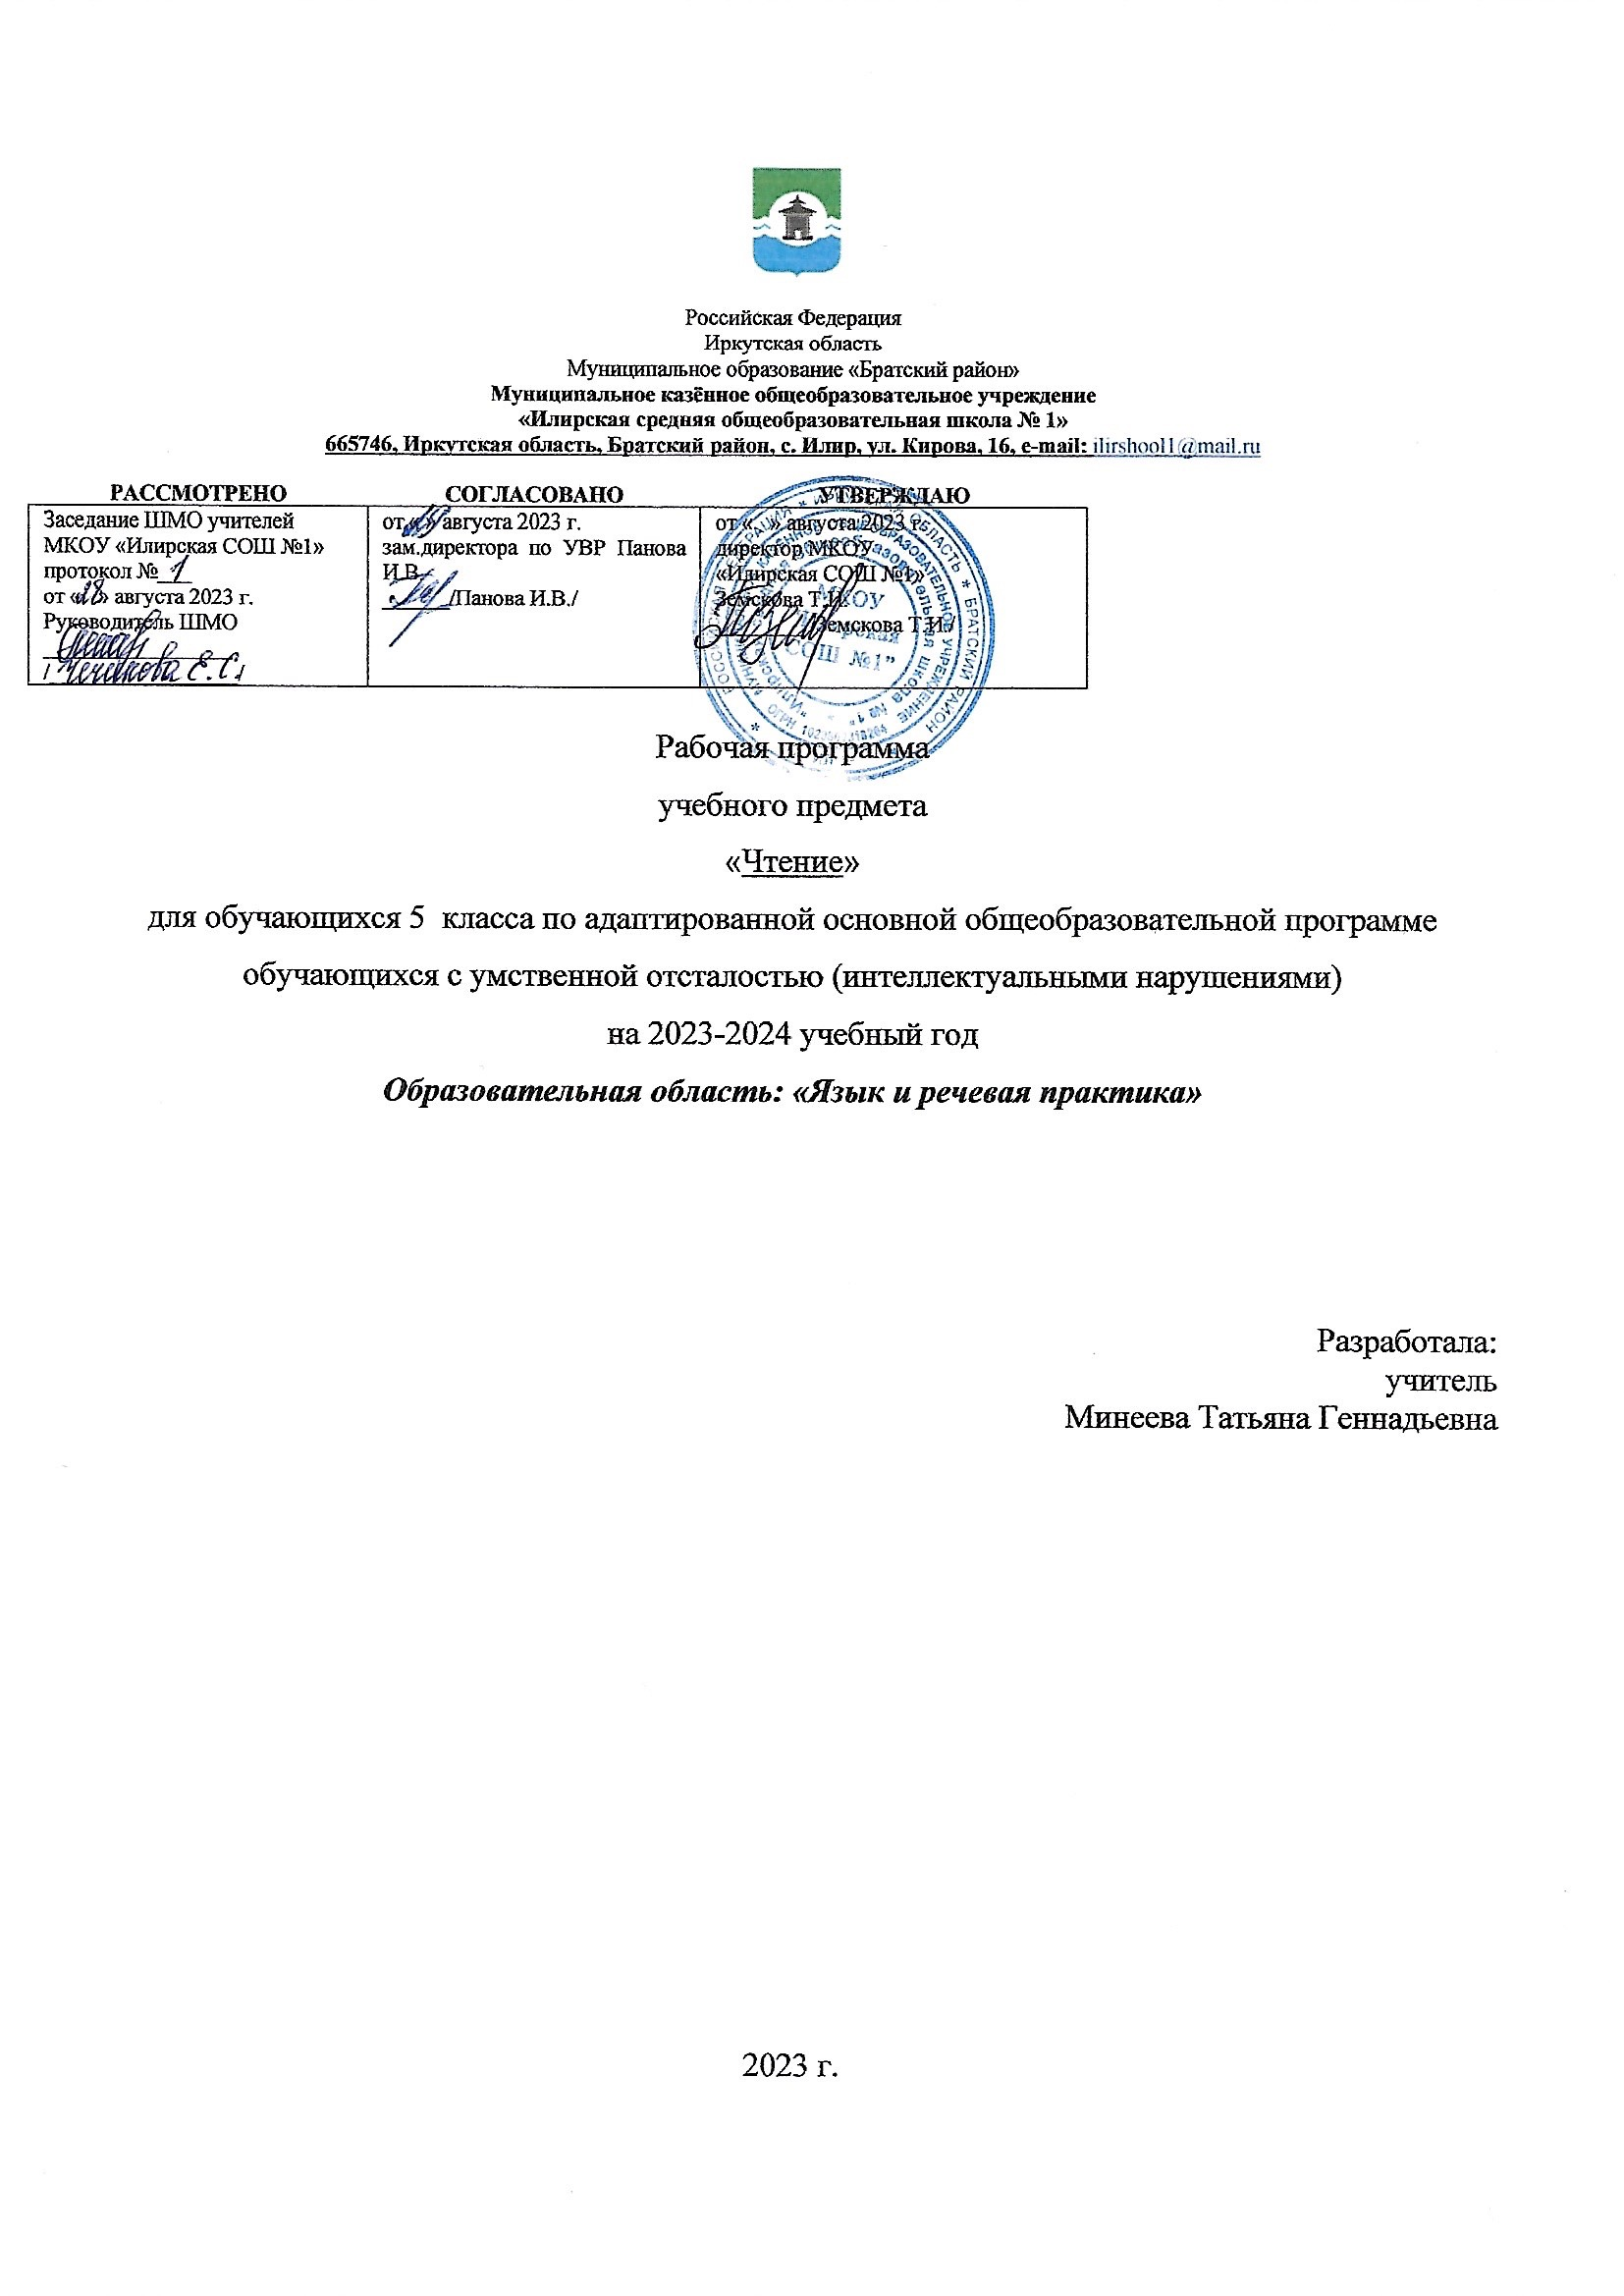 Российская Федерация
Иркутская область
Муниципальное образование «Братский район»
Муниципальное казённое общеобразовательное учреждение
«Илирская средняя общеобразовательная школа № 1»
665746, Иркутская область, Братский район, с. Илир, ул. Кирова, 16, e-mail: ilirshool1@mail.ru
РАССМОТРЕНО
Заседание ШМО учителей
МКОУ «Илирская СОШ №1»
протокол № 1
от «28» августа 2023 г.
Руководитель ШМО
СОГЛАСОВАНО
от « » августа 2023 г.
зам.директора по УВР Панова
И.В.
/Панова И.В./
УТВЕРЖДАЮ
от « » августа 2023 г.
директор МКОУ
«Илирская СОШ №1»
Земскова Т.И.
/Земскова Т.И./
МКОУ
СОШ №1"
Рабочая программа
учебного предмета
«Чтение»
для обучающихся 5 класса по адаптированной основной общеобразовательной программе
обучающихся с умственной отсталостью (интеллектуальными нарушениями)
на 2023-2024 учебный год
Образовательная область: «Язык и речевая практика»
Разработала:
учитель
Минеева Татьяна Геннадьевна
2023 г.